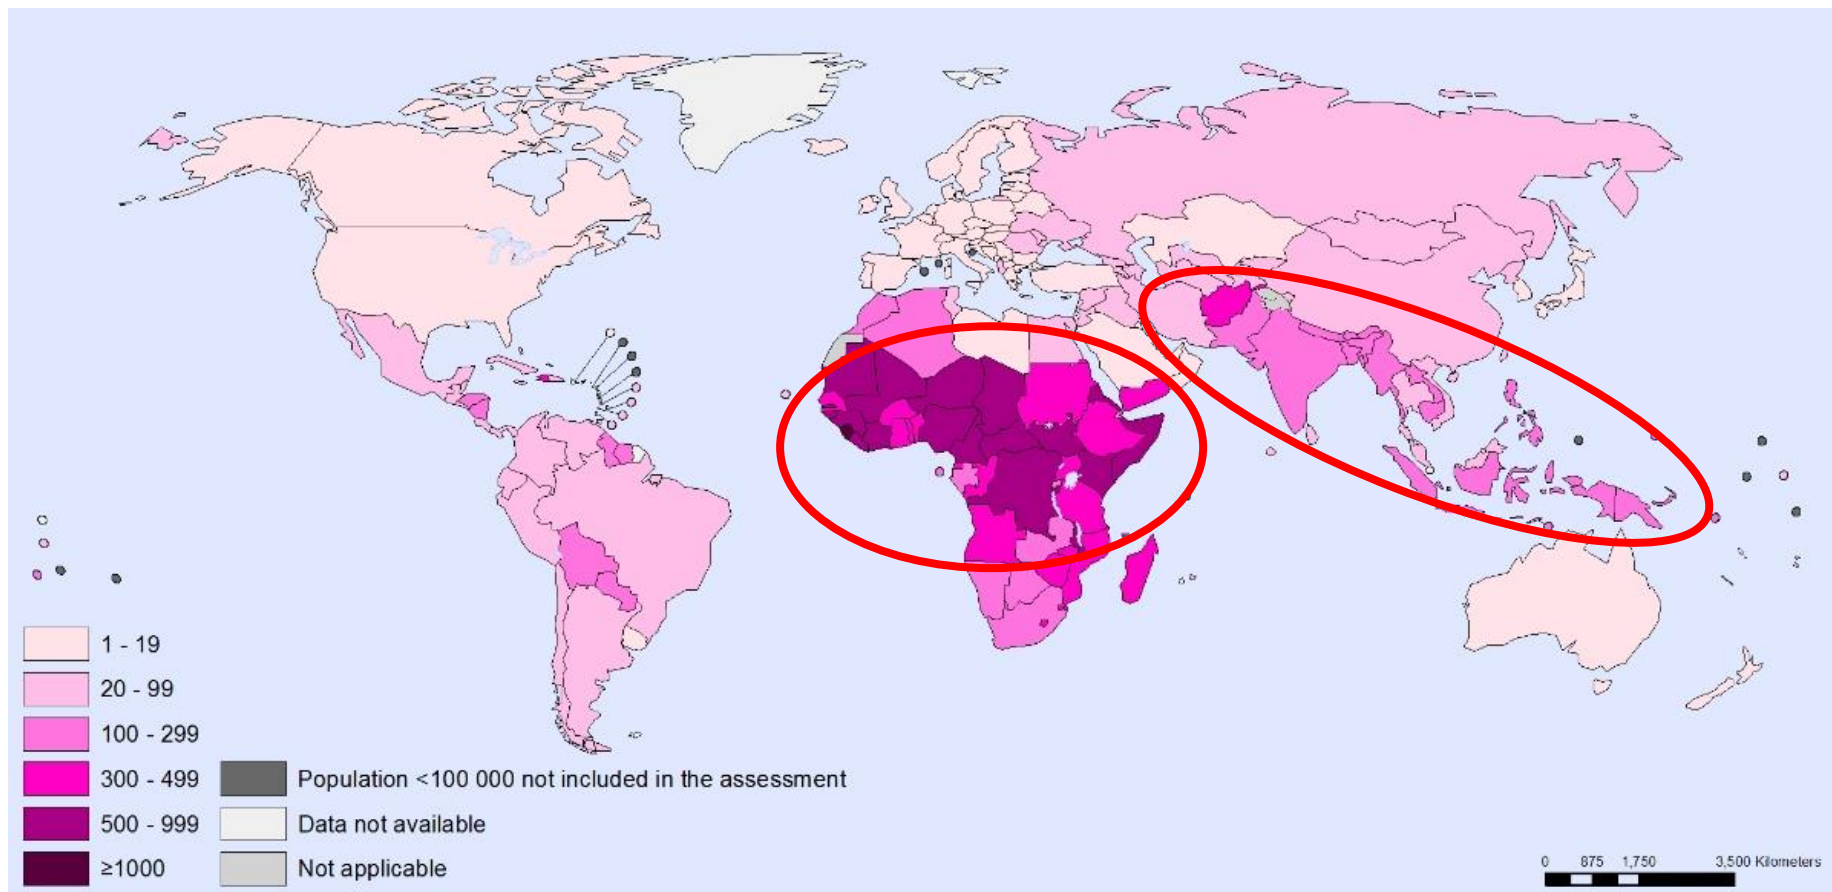 1 - 19
20 - 99
100 - 299
300 - 499
500 - 999
≥1000
Population <100 000 not included in the assessment
Data not available
Not applicable
0 875 1,750 3,500 Kilometers